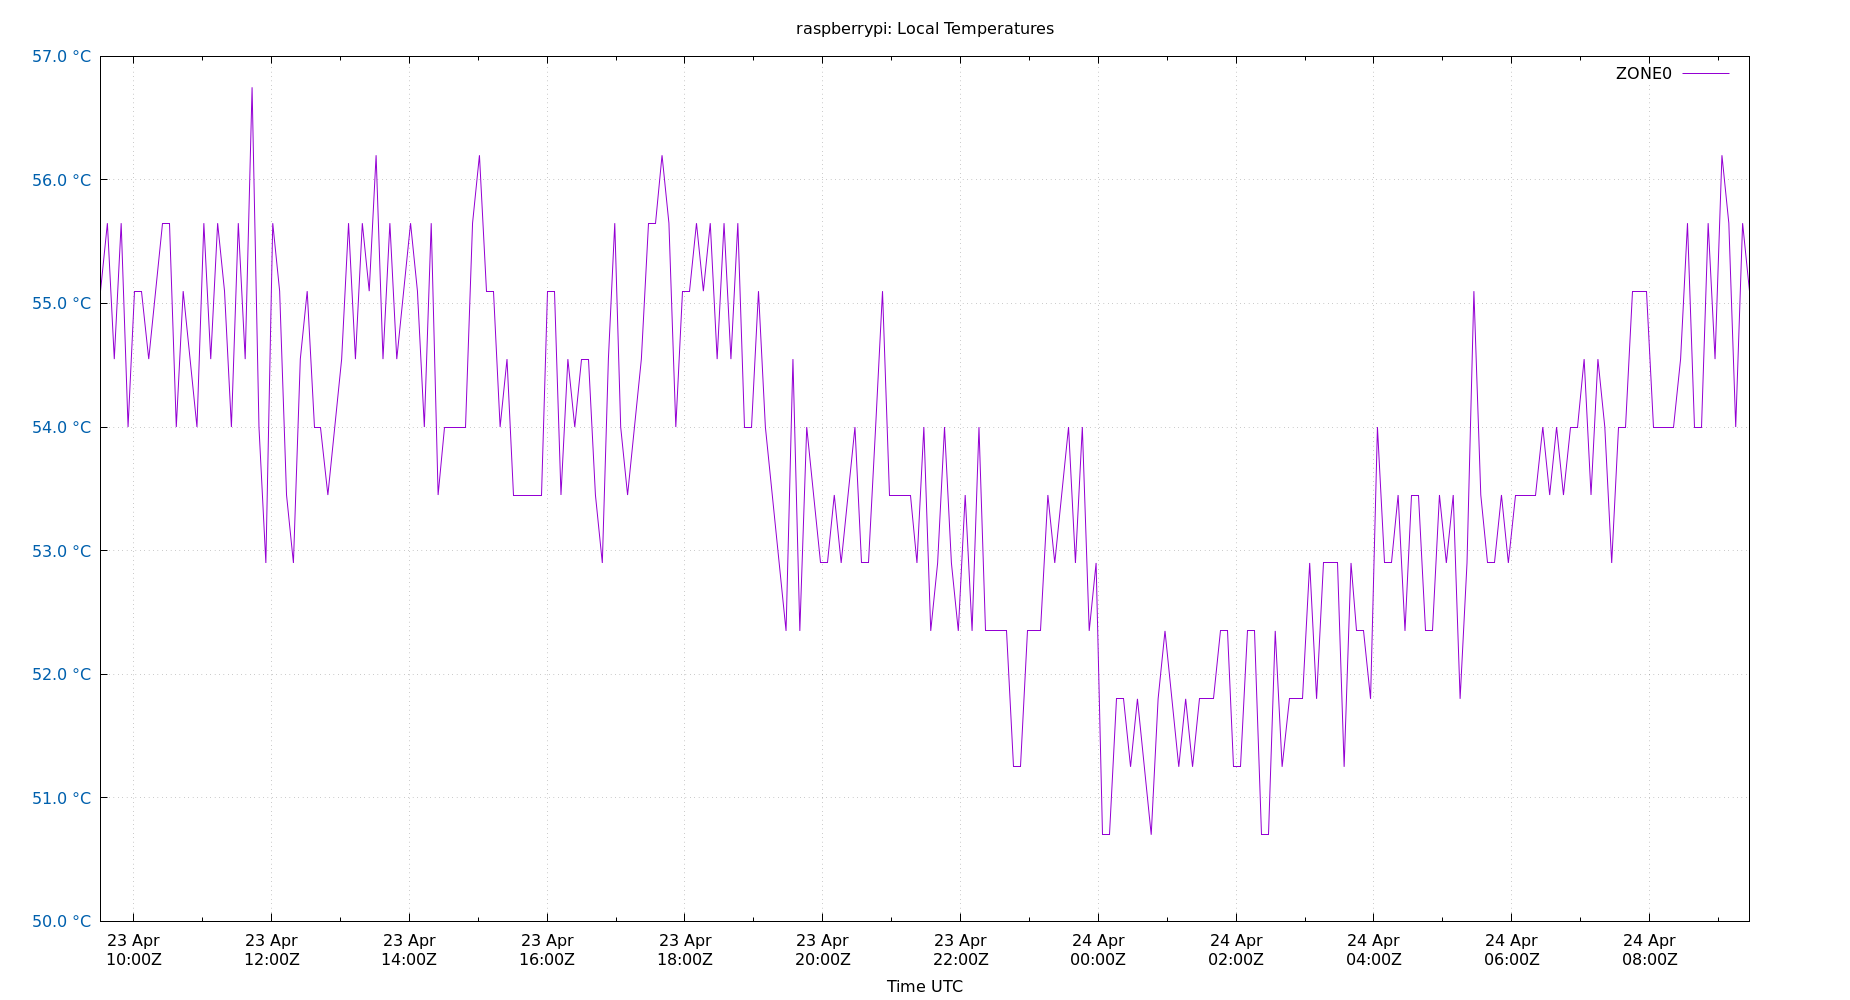 raspberrypi: Local Temperatures
57.0 °C
ZONE0
56.0 °C
55.0 °C
54.0 °C
53.0 °C
52.0 °C
51.0 °C
50.0 °C
23 Apr 23 Apr 23 Apr 23 Apr 23 Apr 23 Apr 23 Apr 24 Apr 24 Apr 24 Apr 24 Apr 24 Apr
10:00Z 12:00Z 14:00Z 16:00Z 18:00Z 20:00Z 22:00Z 00:00Z 02:00Z 04:00Z 06:00Z 08:00Z
Time UTC